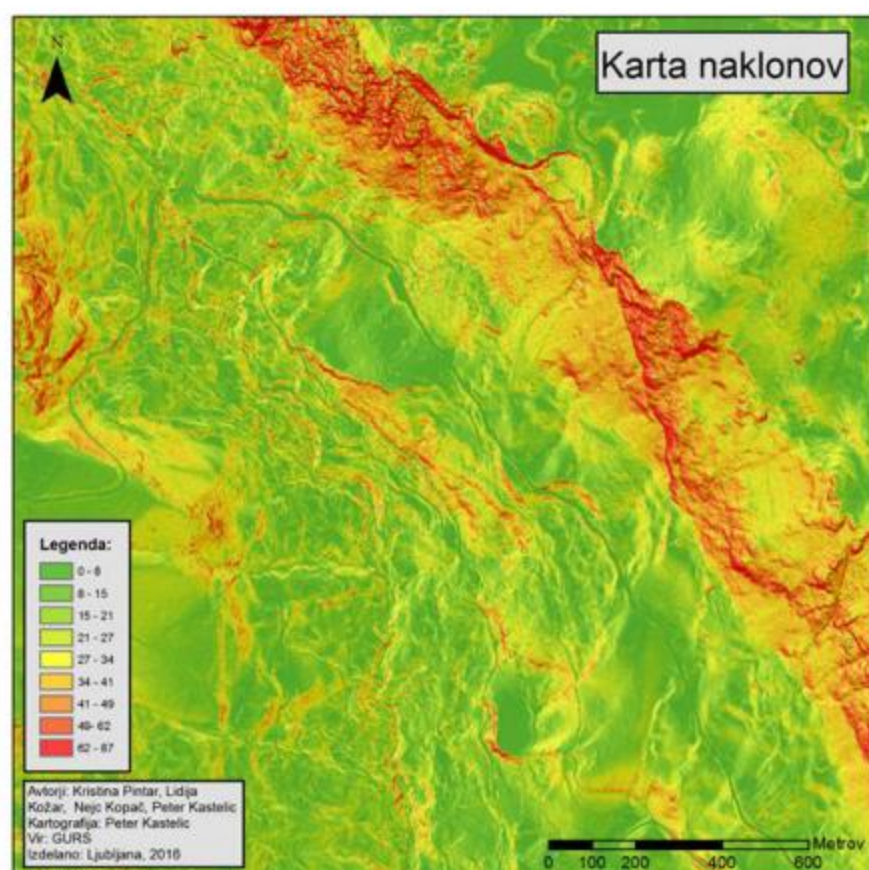 N
Karta naklonov
Legenda:
0 - 8
8 - 15
15 - 21
21 - 27
27 - 34
34 - 41
41 - 49
49- 62
62 - 87
Avtorji: Kristina Pintar, Lidija
Kožar, Nejc Kopač, Peter Kastelic
Kartografija: Peter Kastelic
Vir: GURS
Izdelano: Ljubljana, 2016
Metrov
0 100 200 400 600